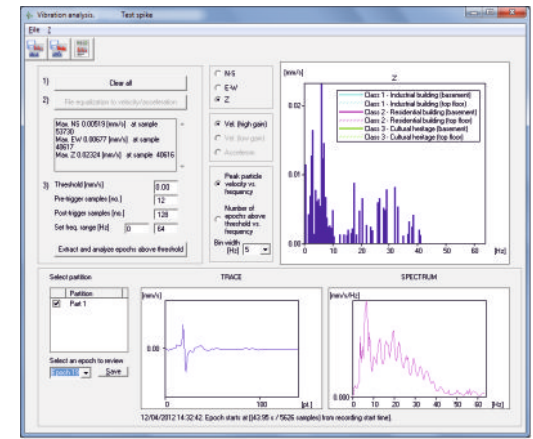 Vibration analysis. Test spike
File 2
1) Clear all
2) File equalization to velocity/acceleration
Max. NS 0.00519 [mm/s] at sample
53730
Max. EW 0.00677 [mm/s] at sample
40617
Max. Z 0.02324 [mm/s] at sample 40616
3) Threshold [mm/s] 0.00
Pre-trigger samples [no.] 12
Post-trigger samples [no.] 128
Set freq. range [Hz] 0 64
Extract and analyze epochs above threshold
N-S
E-W
Z
Vel. (high gain)
Vel. (low gain)
Acceleratn
Peak particle
velocity vs.
frequency
Number of
epochs above
threshold vs.
frequency
Bin width
[Hz] 5
[mm/s]
Z
Class 1 - Industrial building (basement)
Class 1 - Industrial building (top floor)
Class 2 - Residential building (basement)
Class 2 - Residential building (top floor)
Class 3 - Cultural heritage (basement)
Class 3 - Cultural heritage (top floor)
0.02
0.01
0.00
0 10 20 30 40 50 60 [Hz]
Select partition
Partition
Part 1
Select an epoch to review
Save
TRACE
[mm/s]
0.00
0 100 [pt.]
SPECTRUM
[mm/s/Hz]
0.000
0 10 20 30 40 50 60 [Hz]
12/04/2012 14:32:42. Epoch starts at [(43.95 s / 5626 samples) from recording start time].